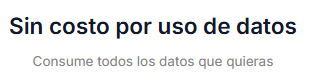 Sin costo por uso de datos
Consume todos los datos que quieras